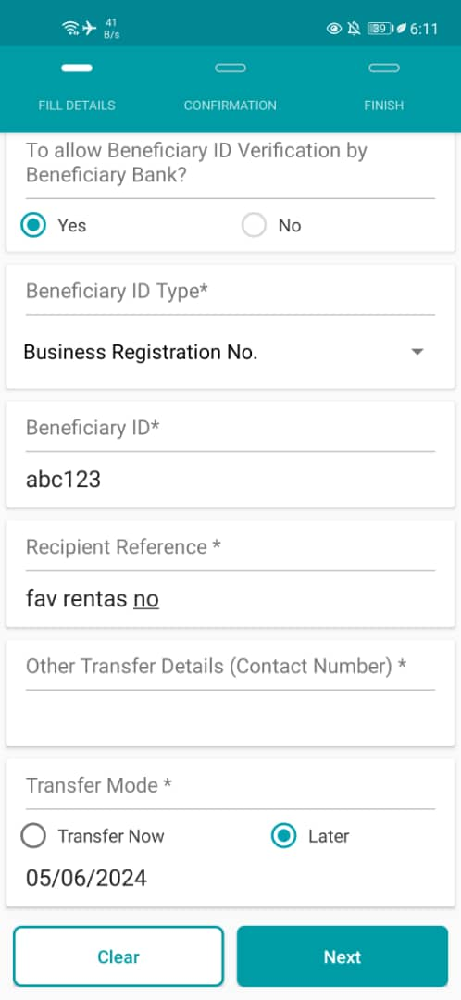 41
B/s
39
6:11
FILL DETAILS
CONFIRMATION
FINISH
To allow Beneficiary ID Verification by
Beneficiary Bank?
Yes
No
Beneficiary ID Type*
Business Registration No.
Beneficiary ID*
abc123
Recipient Reference *
fav rentas no
Other Transfer Details (Contact Number) *
Transfer Mode *
Transfer Now
Later
05/06/2024
Clear
Next